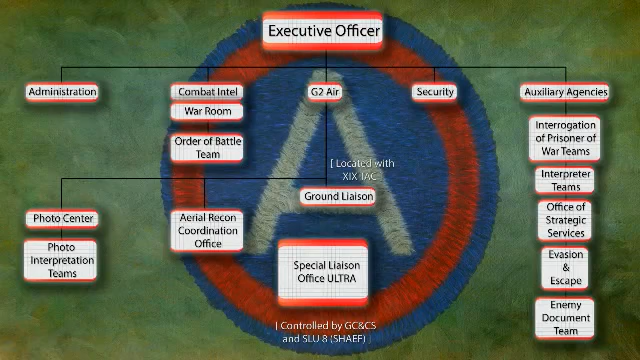 Executive Officer
Administration
Combat Intel
G2 Air
Security
Auxiliary Agencies
War Room
Order of Battle
Team
Interrogation
of Prisoner of
War Teams
[ Located with
XIX TAC
Interpreter
Teams
Ground Liaison
Photo Center
Aerial Recon
Coordination
Office
Office of
Strategic
Services
Photo
Interpretation
Teams
Special Liaison
Office ULTRA
Evasion
&
Escape
Enemy
Document
Team
[ Controlled by GC&CS
and SLU 8 (SHAEF) ]